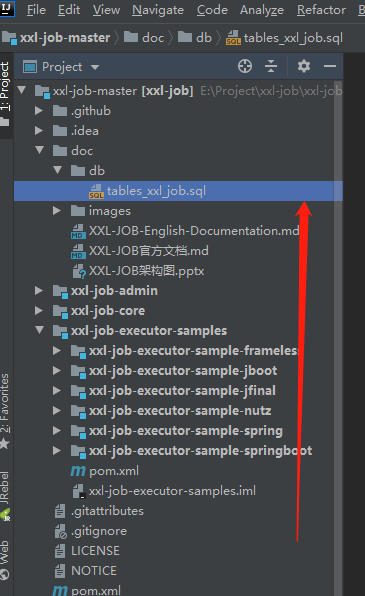 File Edit View Navigate Code Analyze Refactor
xxl-job-master doc db tables_xxl_job.sql
Project
xxl-job-master [xxl-job] E:\Project\xxl-job\xxl-job
.github
.idea
doc
db
tables_xxl_job.sql
images
XXL-JOB-English-Documentation.md
XXL-JOB官方文档.md
XXL-JOB架构图.pptx
xxl-job-admin
xxl-job-core
xxl-job-executor-samples
xxl-job-executor-sample-frameless
xxl-job-executor-sample-jboot
xxl-job-executor-sample-jfinal
xxl-job-executor-sample-nutz
xxl-job-executor-sample-spring
xxl-job-executor-sample-springboot
pom.xml
xxl-job-executor-samples.iml
.gitattributes
.gitignore
LICENSE
NOTICE
pom.xml
1: Project
2: Favorites
JRebel
Web